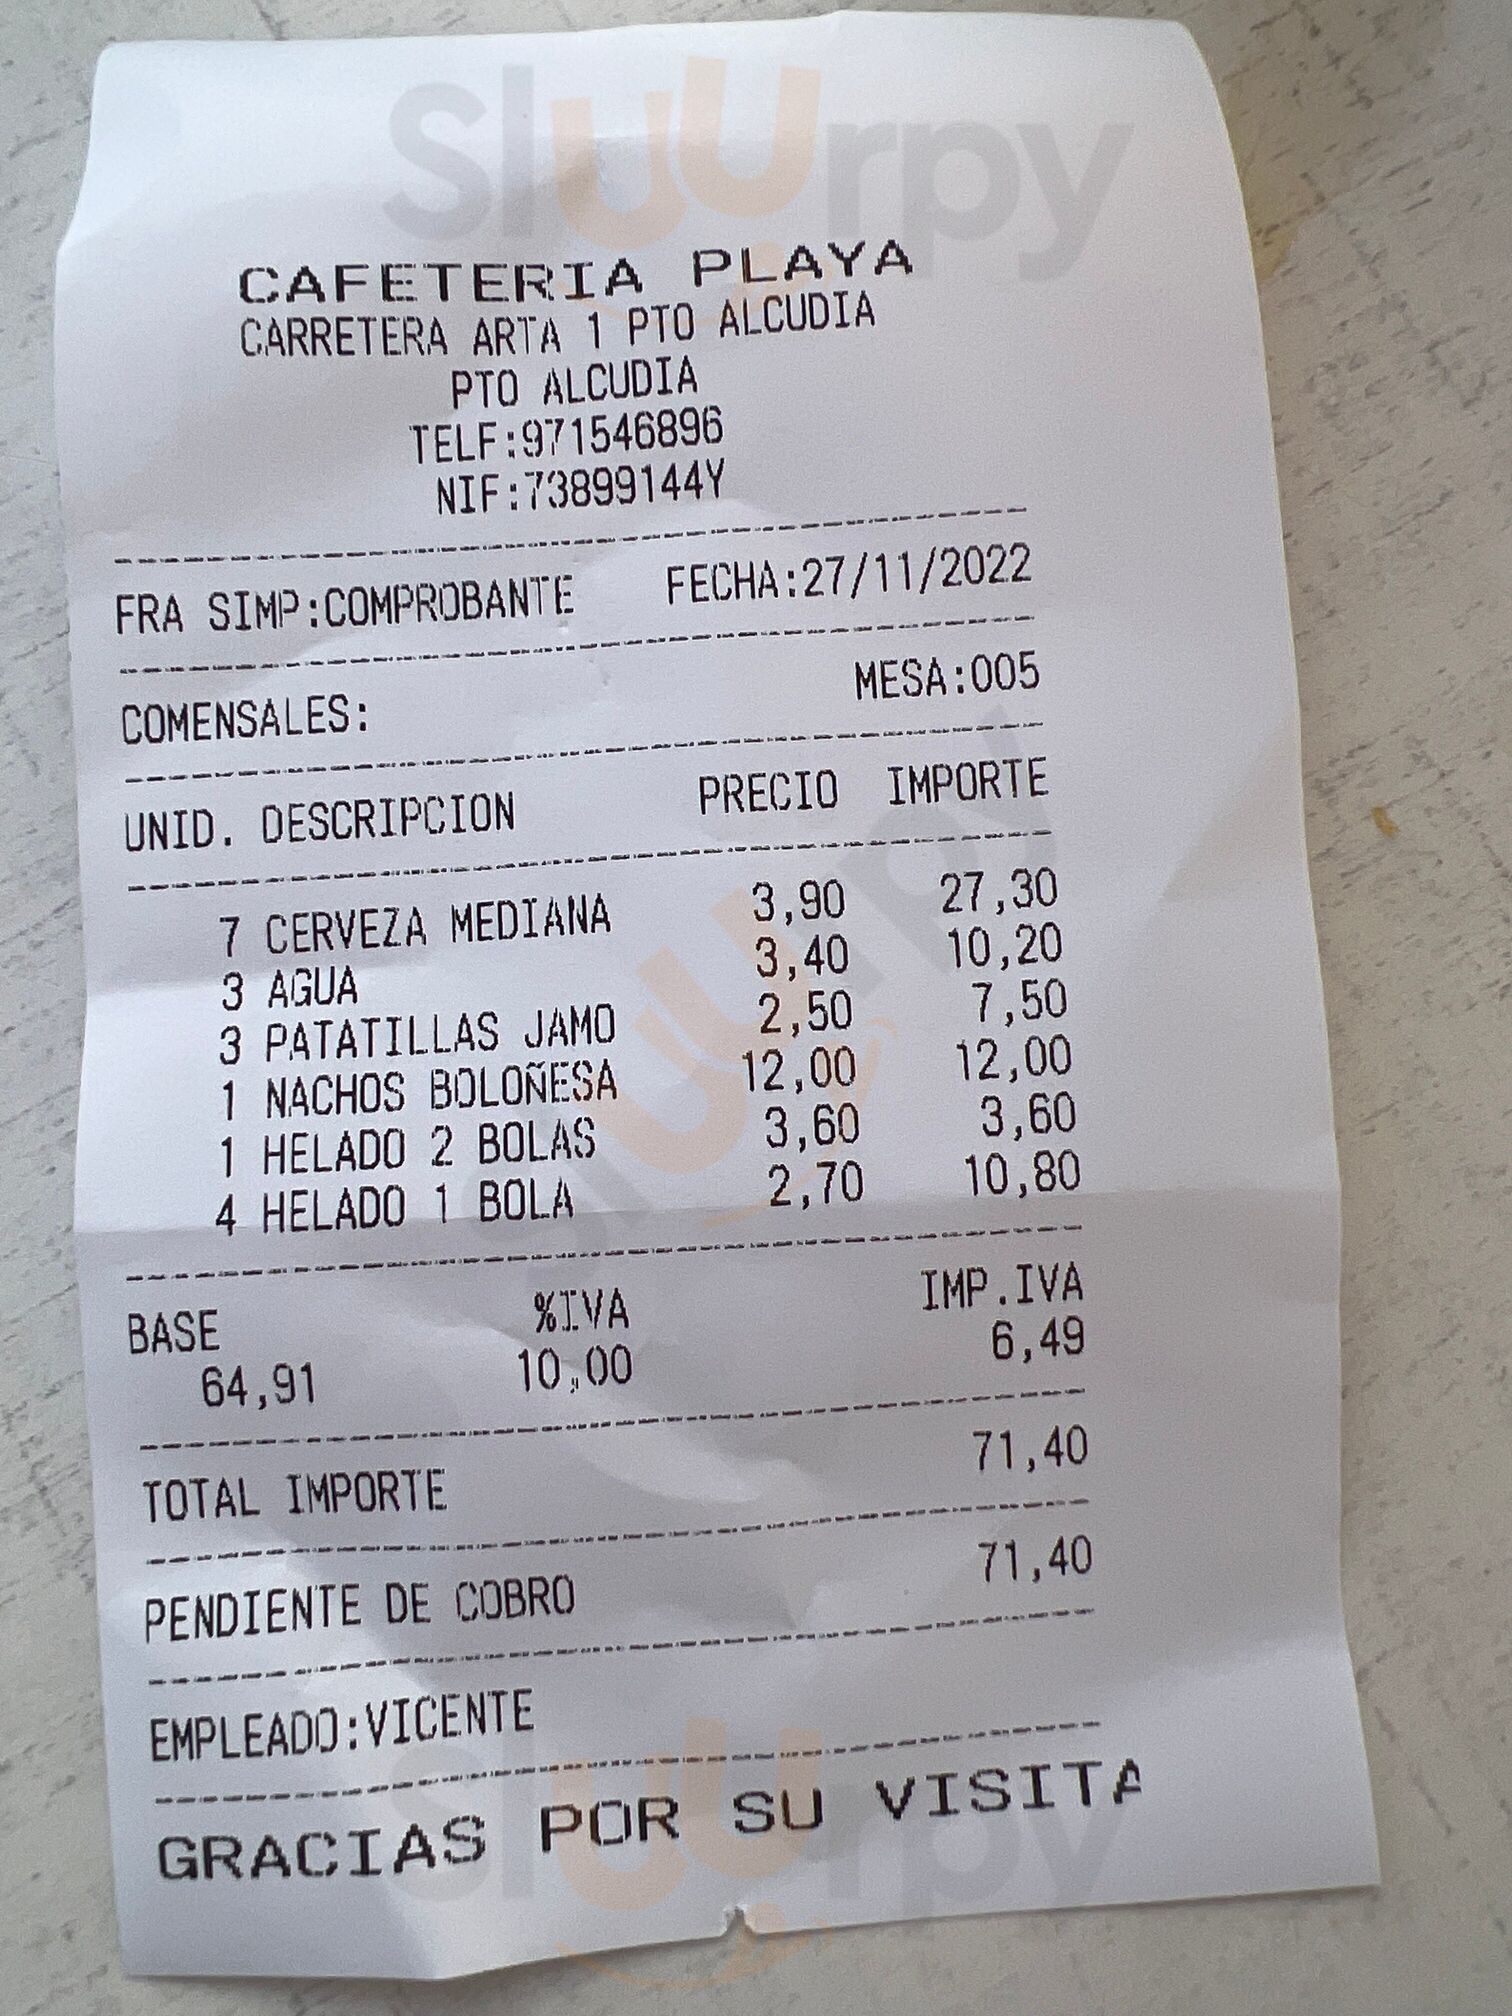 Sluurpy
CAFETERIA PLAYA
CARRETERA ARTA 1 PTO ALCUDIA
PTO ALCUDIA
TELF:971546896
NIF:73899144Y
FRA SIMP:COMPROBANTE FECHA:27/11/2022
COMENSALES: MESA:005
UNID. DESCRIPCION PRECIO IMPORTE
7 CERVEZA MEDIANA 3,90 27,30
3 AGUA 3,40 10,20
3 PATATILLAS JAMO 2,50 7,50
1 NACHOS BOLOÑESA 12,00 12,00
1 HELADO 2 BOLAS 3,60 3,60
4 HELADO 1 BOLA 2,70 10,80
BASE %IVA IMP.IVA
64,91 10,00 6,49
TOTAL IMPORTE 71,40
PENDIENTE DE COBRO 71,40
EMPLEADO:VICENTE
GRACIAS POR SU VISITA
Sluurpy
Sluurpy